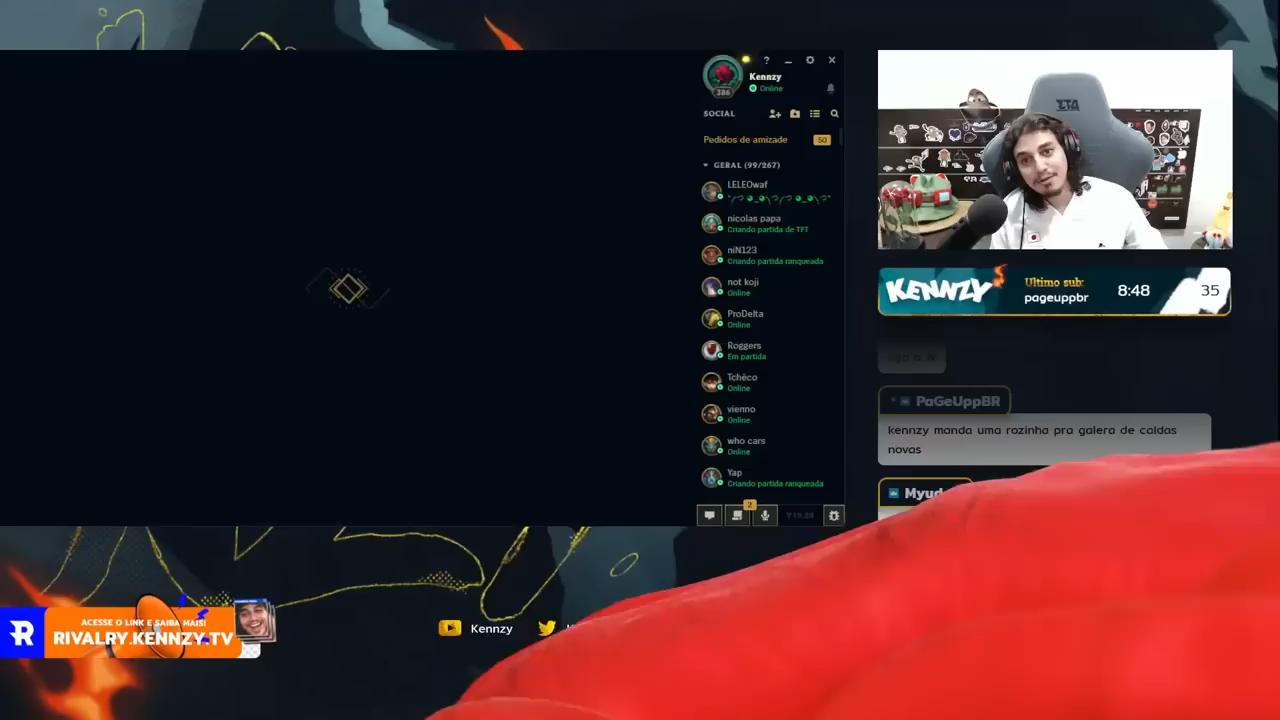 Kennzy
386
Online
SOCIAL
Pedidos de amizade
50
GERAL (99/267)
LELEOwaf
nicolas papa
Criando partida de TFT
niN123
Criando partida ranqueada
not koji
Online
ProDelta
Online
Roggers
Em partida
Tchêco
Online
vienno
Online
who cars
Online
Yap
Criando partida ranqueada
2
KENNZY
Ultimo sub:
pageuppbr
8:48
35
PaGeUppBR
kennzy manda uma rozinha pra galera de caldas
novas
ACESSE O LINK E SAIBA MAIS!
RIVALRY.KENNZY.TV
Kennzy